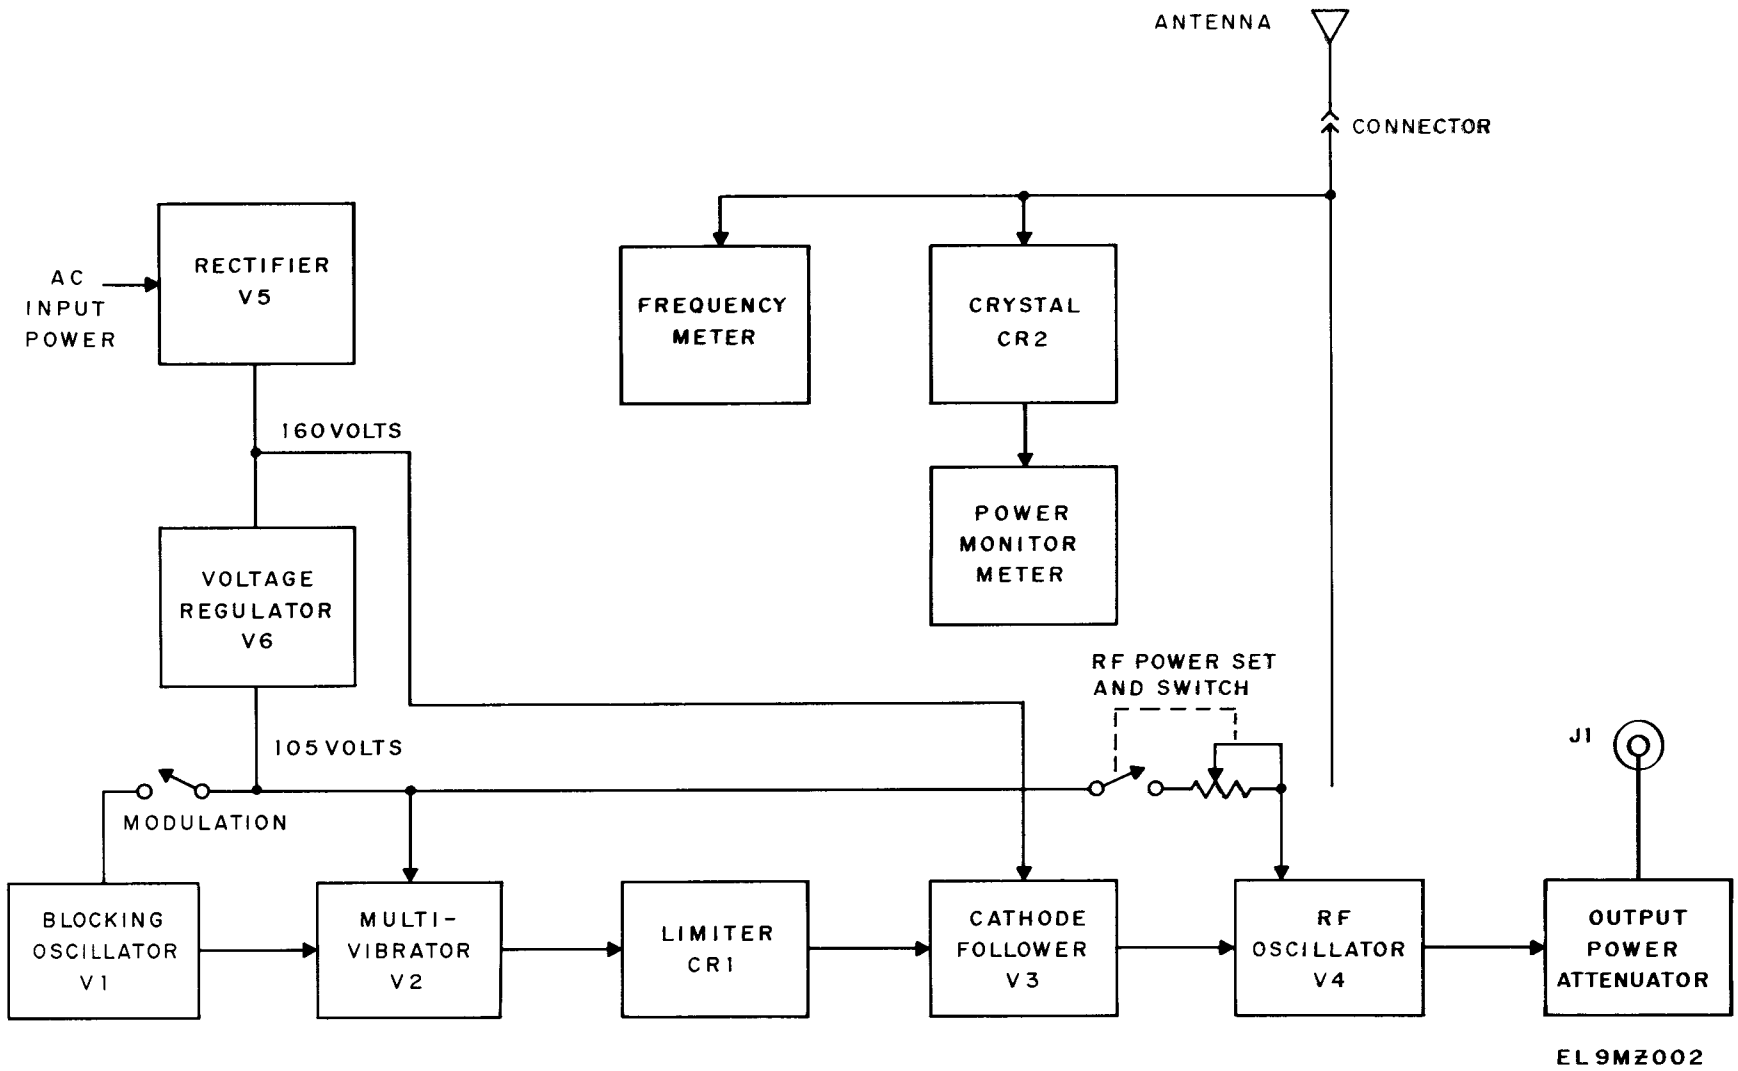 ANTENNA
CONNECTOR
RECTIFIER
V5
AC
INPUT
POWER
FREQUENCY
METER
CRYSTAL
CR2
160 VOLTS
POWER
MONITOR
METER
VOLTAGE
REGULATOR
V6
RF POWER SET
AND SWITCH
105 VOLTS
J1
MODULATION
BLOCKING
OSCILLATOR
V1
MULTI-
VIBRATOR
V2
LIMITER
CR1
CATHODE
FOLLOWER
V3
RF
OSCILLATOR
V4
OUTPUT
POWER
ATTENUATOR
EL9MZ002